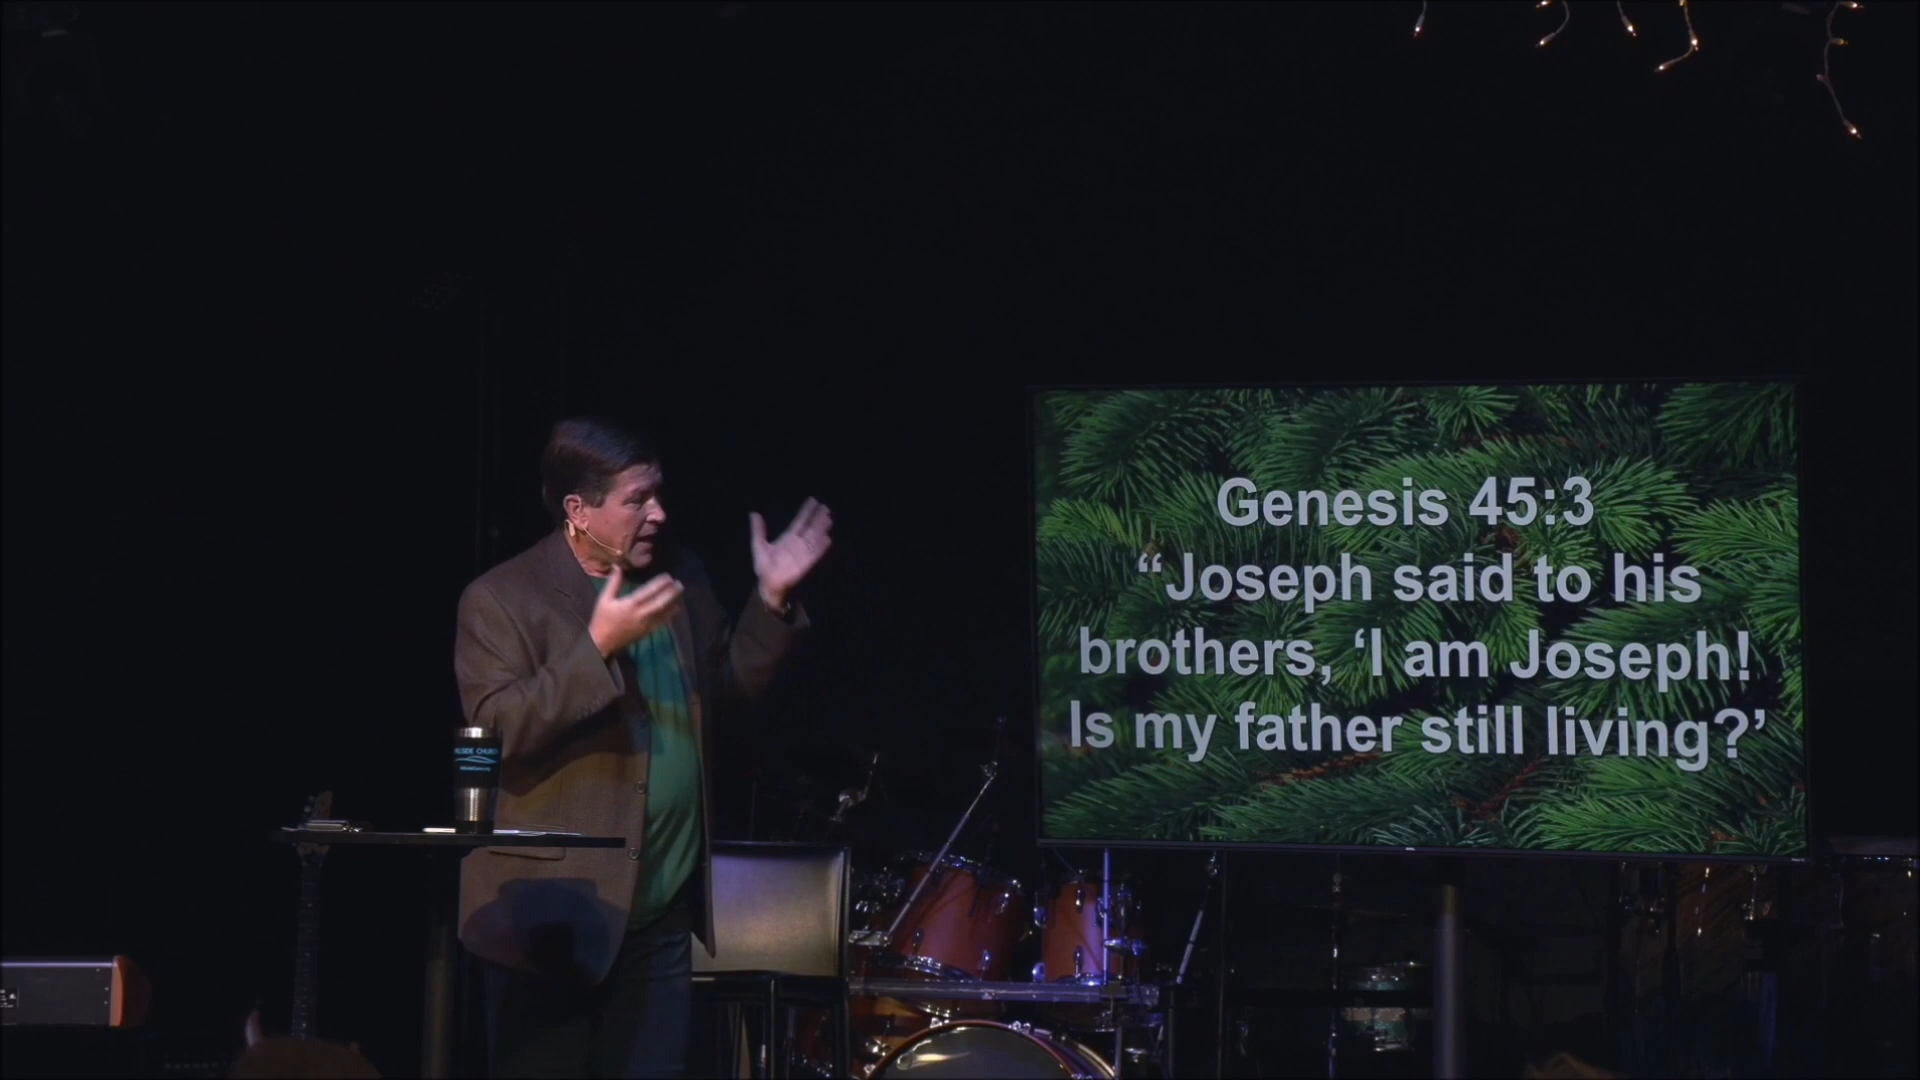 Genesis 45:3
“Joseph said to his
brothers, ‘I am Joseph!
Is my father still living?’